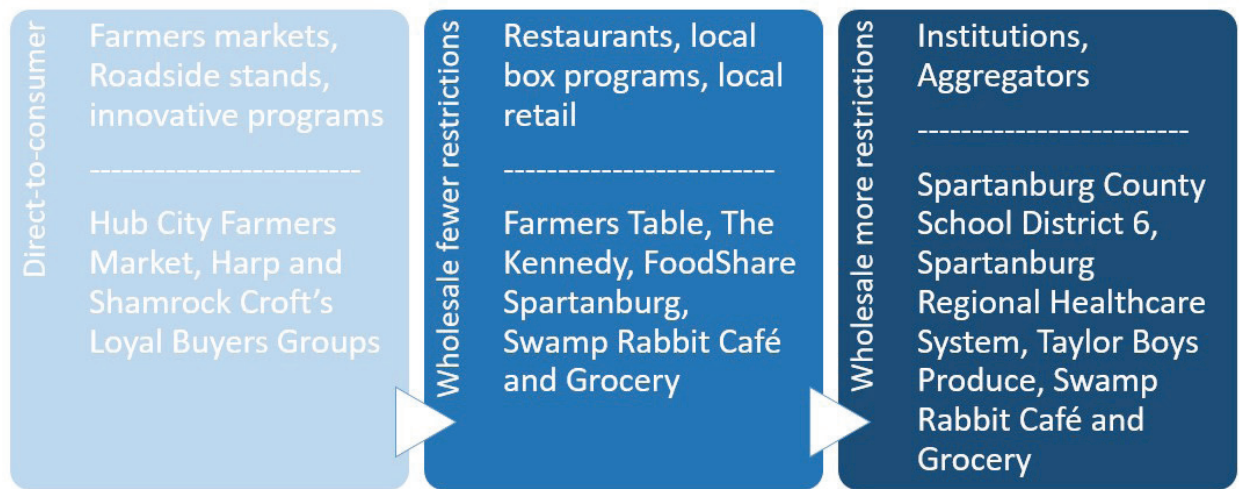 Direct-to-consumer
Farmers markets,
Roadside stands,
innovative programs
-------------------------
Hub City Farmers
Market, Harp and
Shamrock Croft’s
Loyal Buyers Groups
Wholesale fewer restrictions
Restaurants, local
box programs, local
retail
-------------------------
Farmers Table, The
Kennedy, FoodShare
Spartanburg,
Swamp Rabbit Café
and Grocery
Wholesale more restrictions
Institutions,
Aggregators
-------------------------
Spartanburg County
School District 6,
Spartanburg
Regional Healthcare
System, Taylor Boys
Produce, Swamp
Rabbit Café and
Grocery